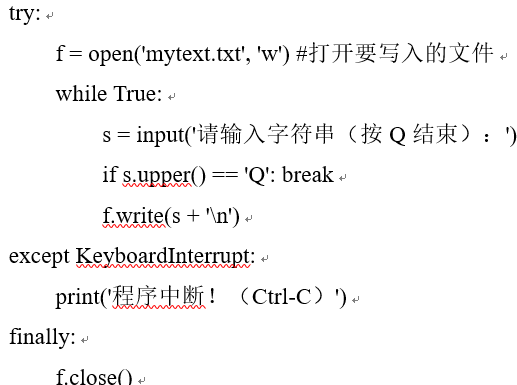 try:
f = open('mytext.txt', 'w') #打开要写入的文件
while True:
s = input('请输入字符串（按 Q 结束）：')
if s.upper() == 'Q': break
f.write(s + '\n')
except KeyboardInterrupt:
print('程序中断！（Ctrl-C）')
finally:
f.close()